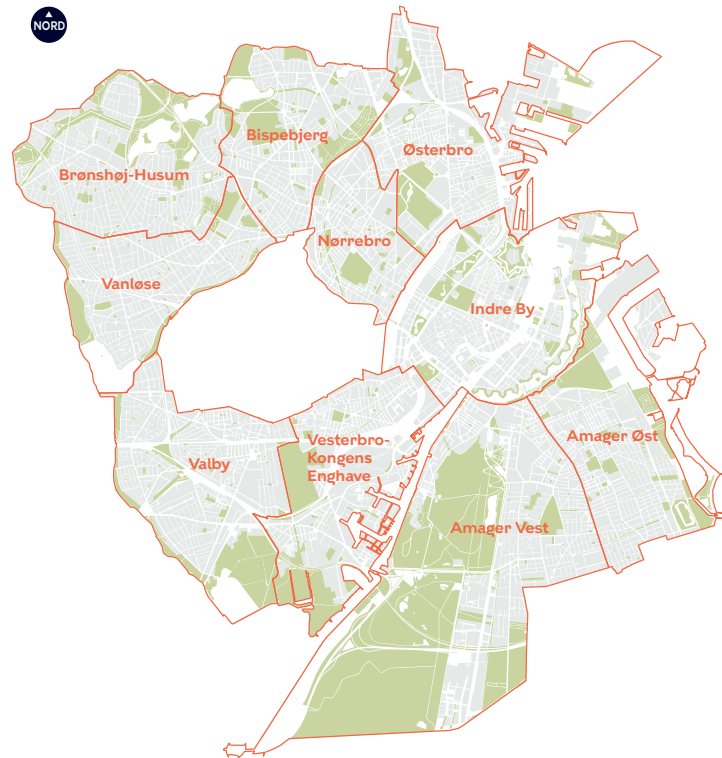 NORD
Bispebjerg
Østerbro
Brønshøj-Husum
Nørrebro
Vanløse
Indre By
Vesterbro-
Kongens
Enghave
Amager Øst
Valby
Amager Vest